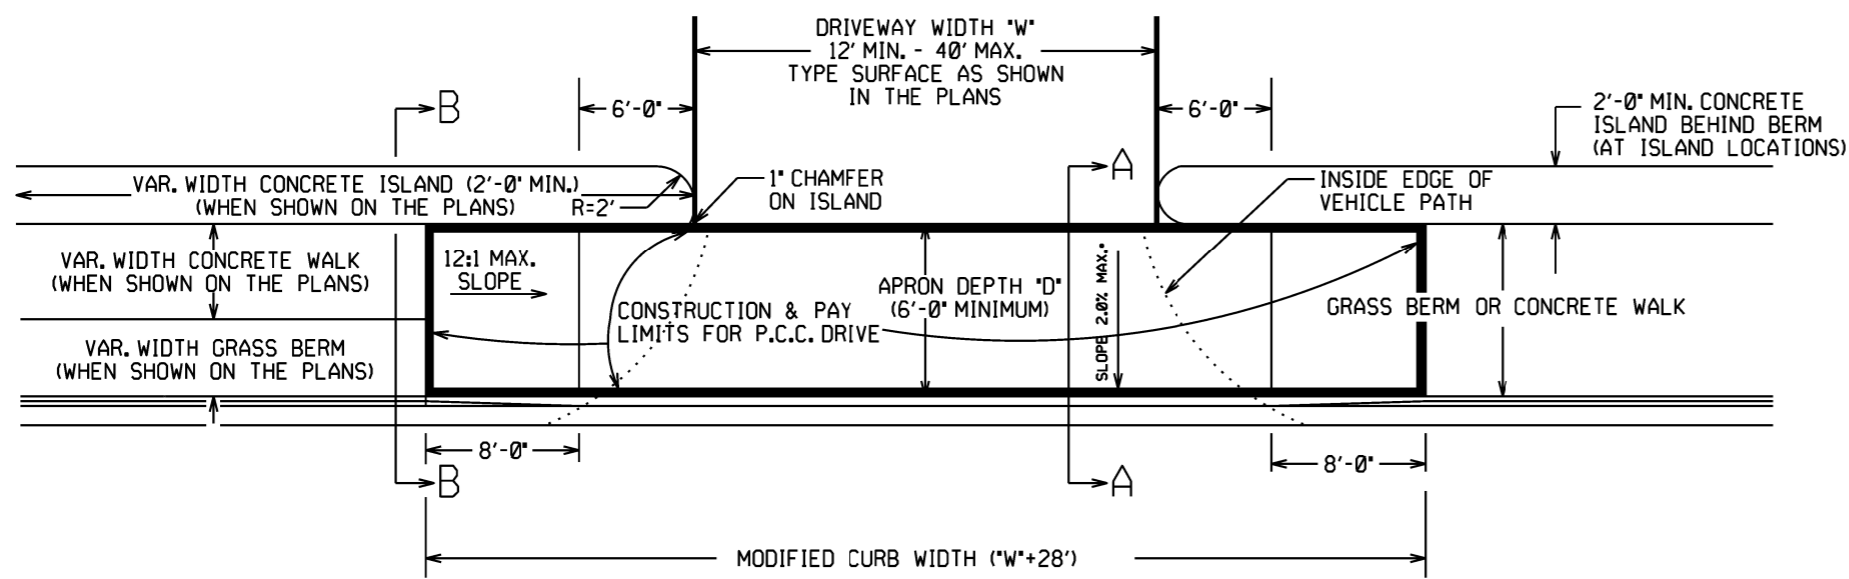 DRIVEWAY WIDTH "W"
12' MIN. - 40' MAX.
TYPE SURFACE AS SHOWN
IN THE PLANS
B
6'-0"
6'-0"
2'-0" MIN. CONCRETE
ISLAND BEHIND BERM
(AT ISLAND LOCATIONS)
A
VAR. WIDTH CONCRETE ISLAND (2'-0" MIN.)
(WHEN SHOWN ON THE PLANS)
R=2'
1" CHAMFER
ON ISLAND
INSIDE EDGE OF
VEHICLE PATH
VAR. WIDTH CONCRETE WALK
(WHEN SHOWN ON THE PLANS)
12:1 MAX.
SLOPE
CONSTRUCTION & PAY
LIMITS FOR P.C.C. DRIVE
APRON DEPTH "D"
(6'-0" MINIMUM)
SLOPE 2.0% MAX.*
GRASS BERM OR CONCRETE WALK
VAR. WIDTH GRASS BERM
(WHEN SHOWN ON THE PLANS)
8'-0"
8'-0"
B
A
MODIFIED CURB WIDTH ("W"+28')